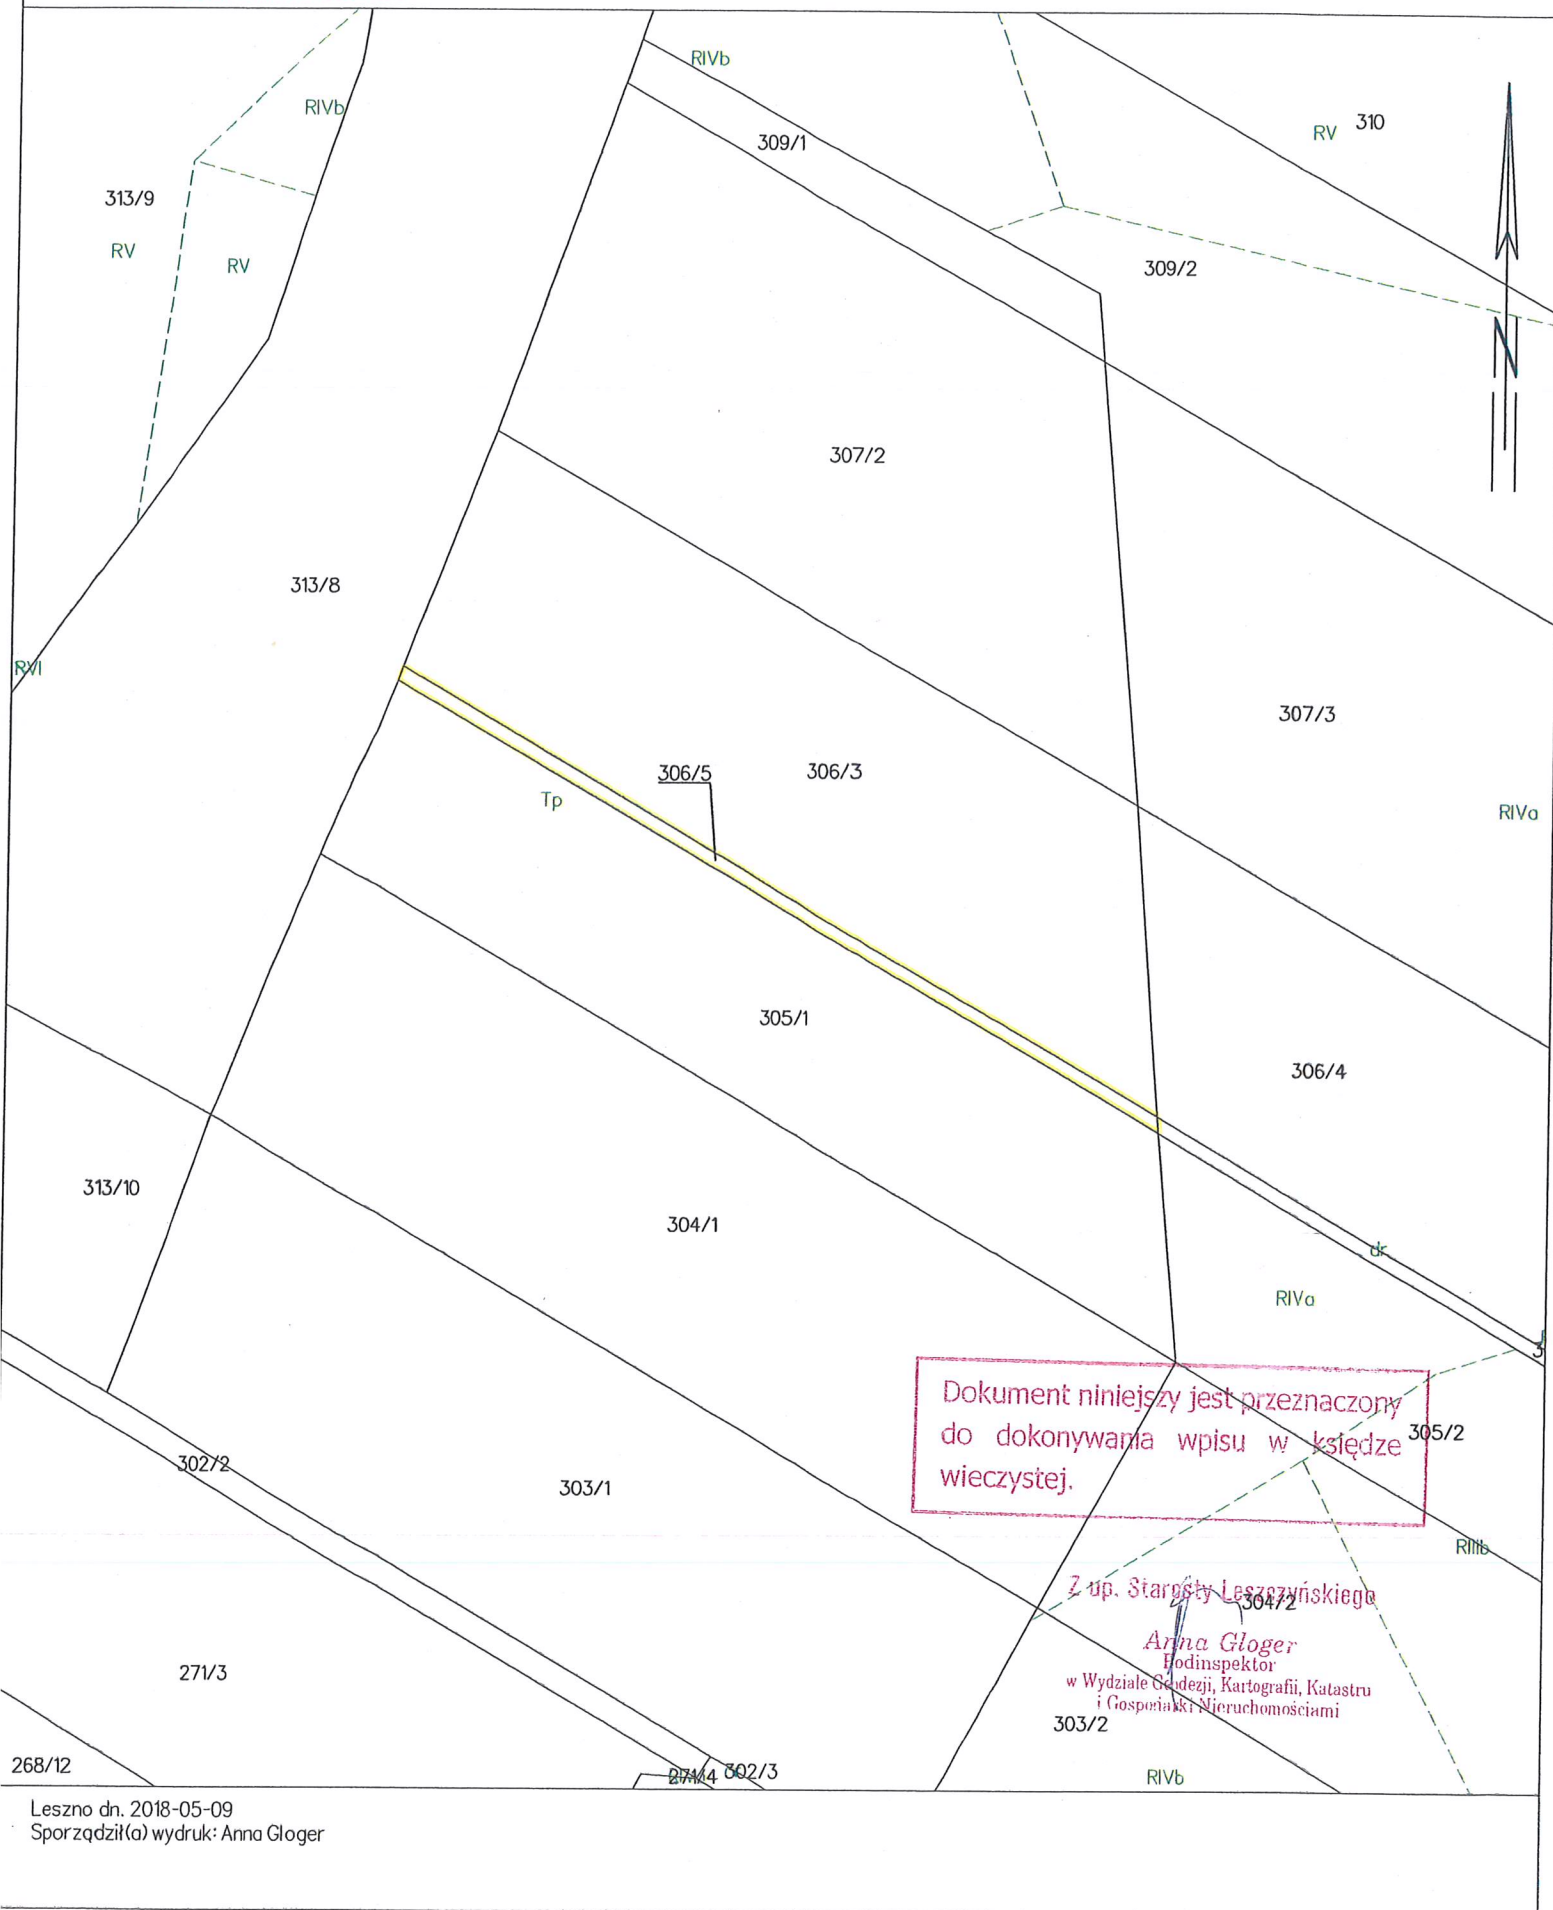 RIVb
RIVb
309/1
RV 310
313/9
RV
RV
309/2
N
307/2
313/8
RVI
307/3
306/5
306/3
Tp
RIVa
305/1
306/4
313/10
304/1
dr
RIVa
3
Dokument niniejszy jest przeznaczony
do dokonywania wpisu w księdze
wieczystej.
305/2
302/2
303/1
RIIIb
Z up. Starosty Leszczyńskiego
304/2
Anna Gloger
Podinspektor
w Wydziale Geodezji, Kartografii, Katastru
i Gospodarki Nieruchomościami
271/3
303/2
268/12
271/4 302/3
RIVb
Leszno dn. 2018-05-09
Sporządził(a) wydruk: Anna Gloger